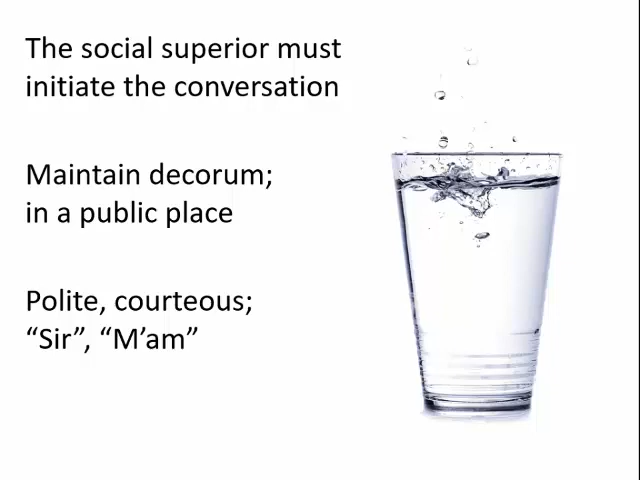 The social superior must
initiate the conversation
Maintain decorum;
in a public place
Polite, courteous;
“Sir”, “M’am”